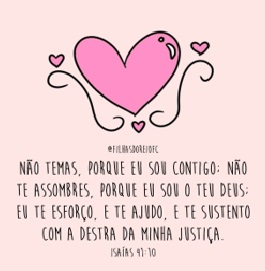 @FILHASDOREIOFC
NÃO TEMAS, PORQUE EU SOU CONTIGO; NÃO
TE ASSOMBRES, PORQUE EU SOU O TEU DEUS;
EU TE ESFORÇO, E TE AJUDO, E TE SUSTENTO
COM A DESTRA DA MINHA JUSTIÇA.
ISAÍAS 41:10